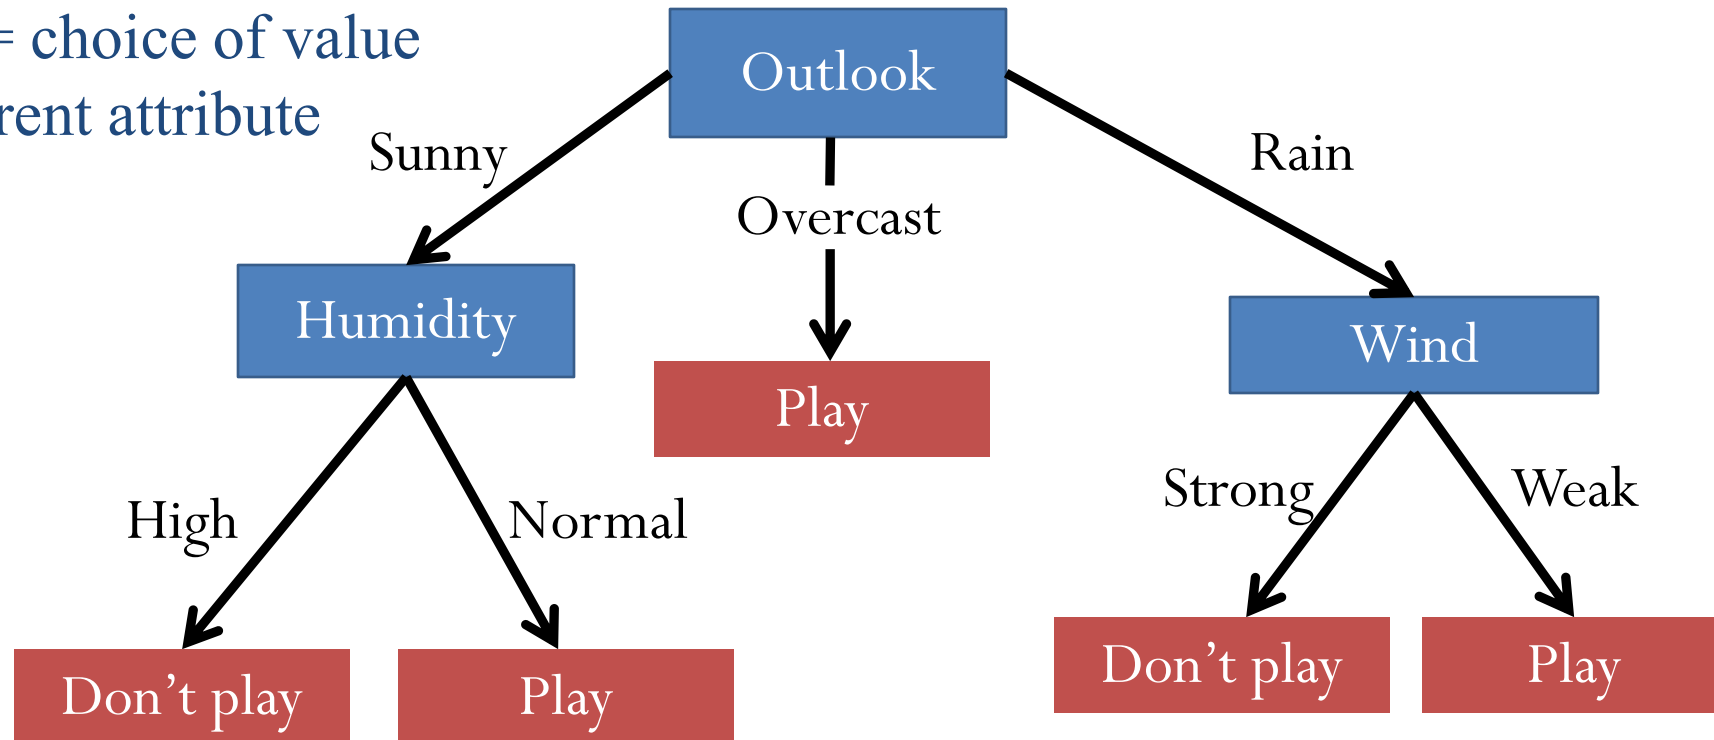 = choice of value
rent attribute
Outlook
Sunny
Overcast
Rain
Humidity
Wind
Play
High
Normal
Strong
Weak
Don’t play
Play
Don’t play
Play